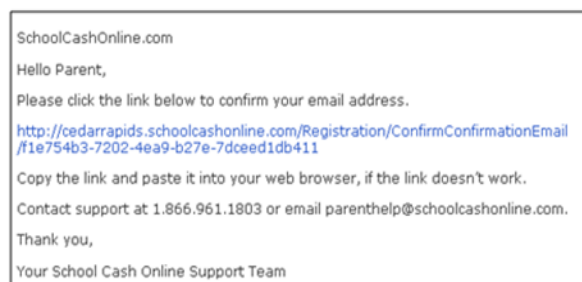 SchoolCashOnline.com
Hello Parent,
Please click the link below to confirm your email address.
http://cedarrapids.schoolcashonline.com/Registration/ConfirmConfirmationEmail
/f1e754b3-7202-4ea9-b27e-7dceed1db411
Copy the link and paste it into your web browser, if the link doesn't work.
Contact support at 1.866.961.1803 or email parenthelp@schoolcashonline.com.
Thank you,
Your School Cash Online Support Team